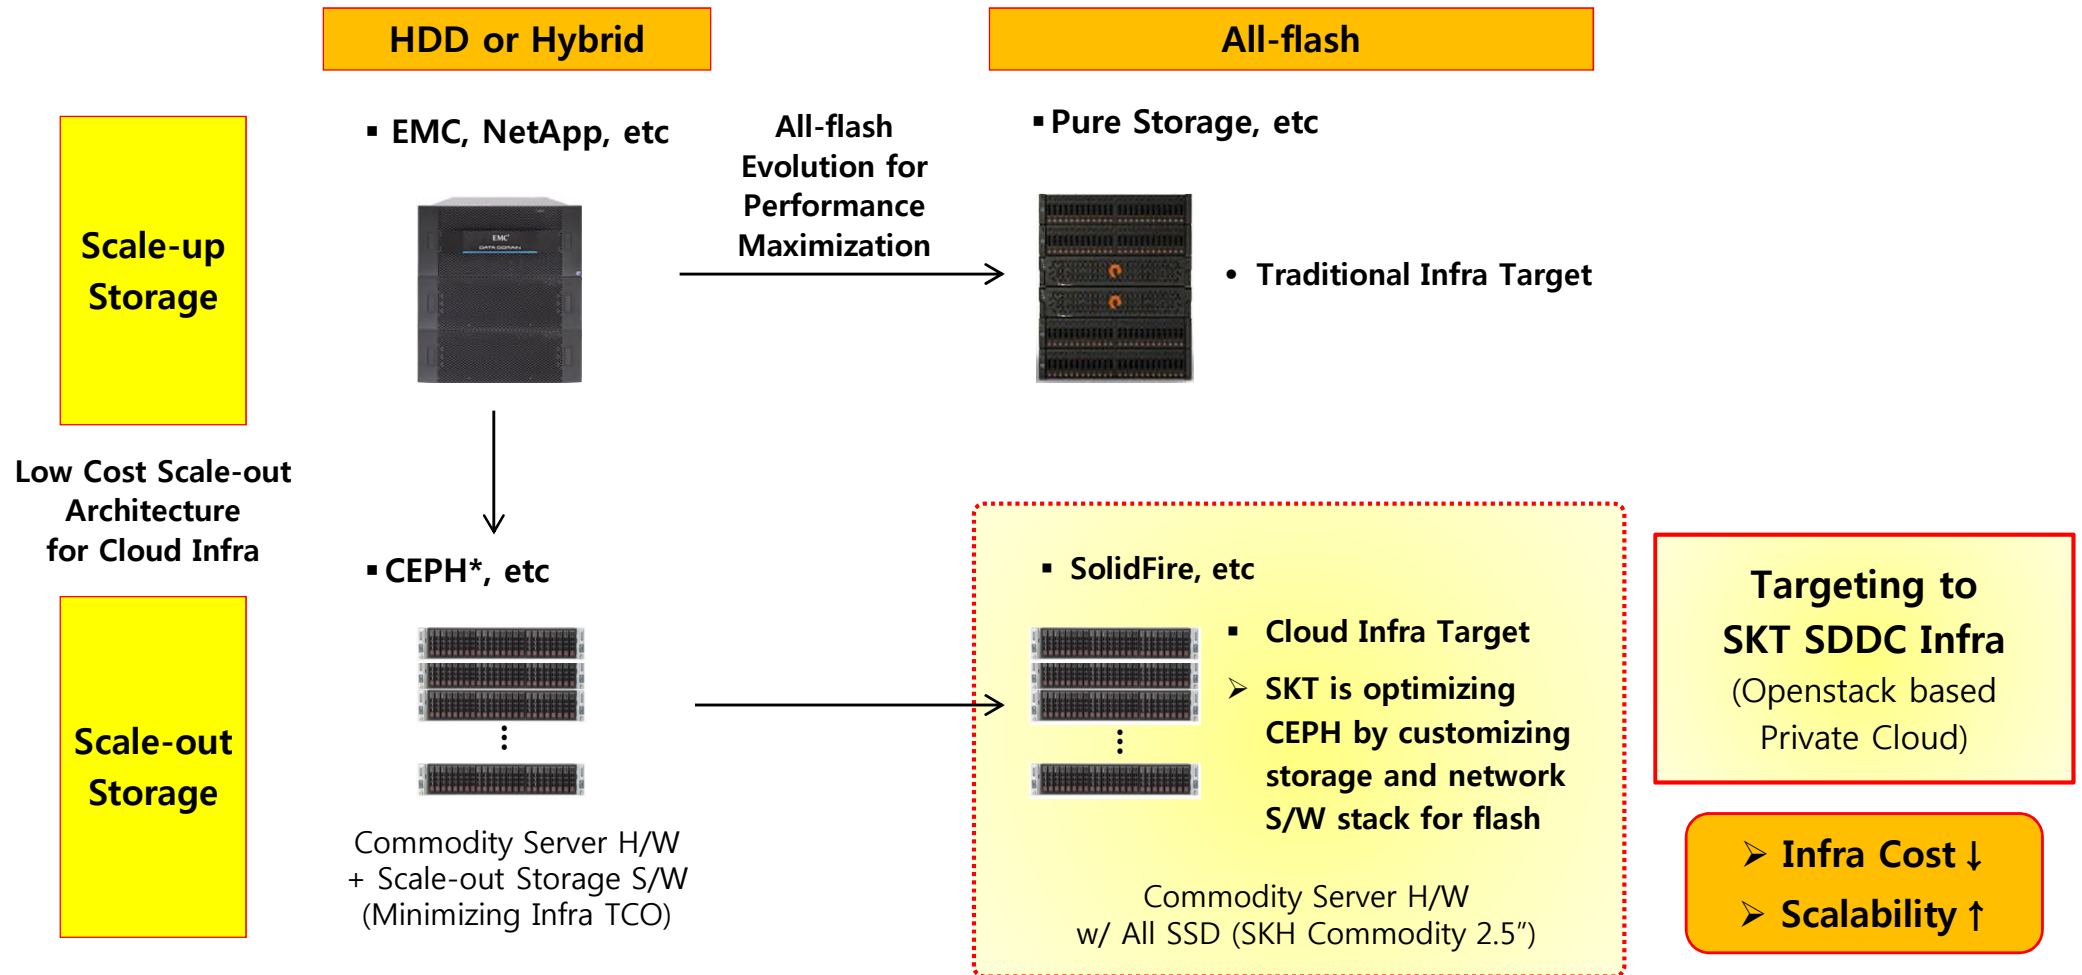 HDD or Hybrid
All-flash
Scale-up
Storage
▪ EMC, NetApp, etc
EMC²
DATA DOMAIN
All-flash
Evolution for
Performance
Maximization
▪ Pure Storage, etc
• Traditional Infra Target
Low Cost Scale-out
Architecture
for Cloud Infra
Scale-out
Storage
▪ CEPH*, etc
⋮
Commodity Server H/W
+ Scale-out Storage S/W
(Minimizing Infra TCO)
▪ SolidFire, etc
⋮
▪ Cloud Infra Target
➢ SKT is optimizing
CEPH by customizing
storage and network
S/W stack for flash
Commodity Server H/W
w/ All SSD (SKH Commodity 2.5”)
Targeting to
SKT SDDC Infra
(Openstack based
Private Cloud)
➢ Infra Cost ↓
➢ Scalability ↑